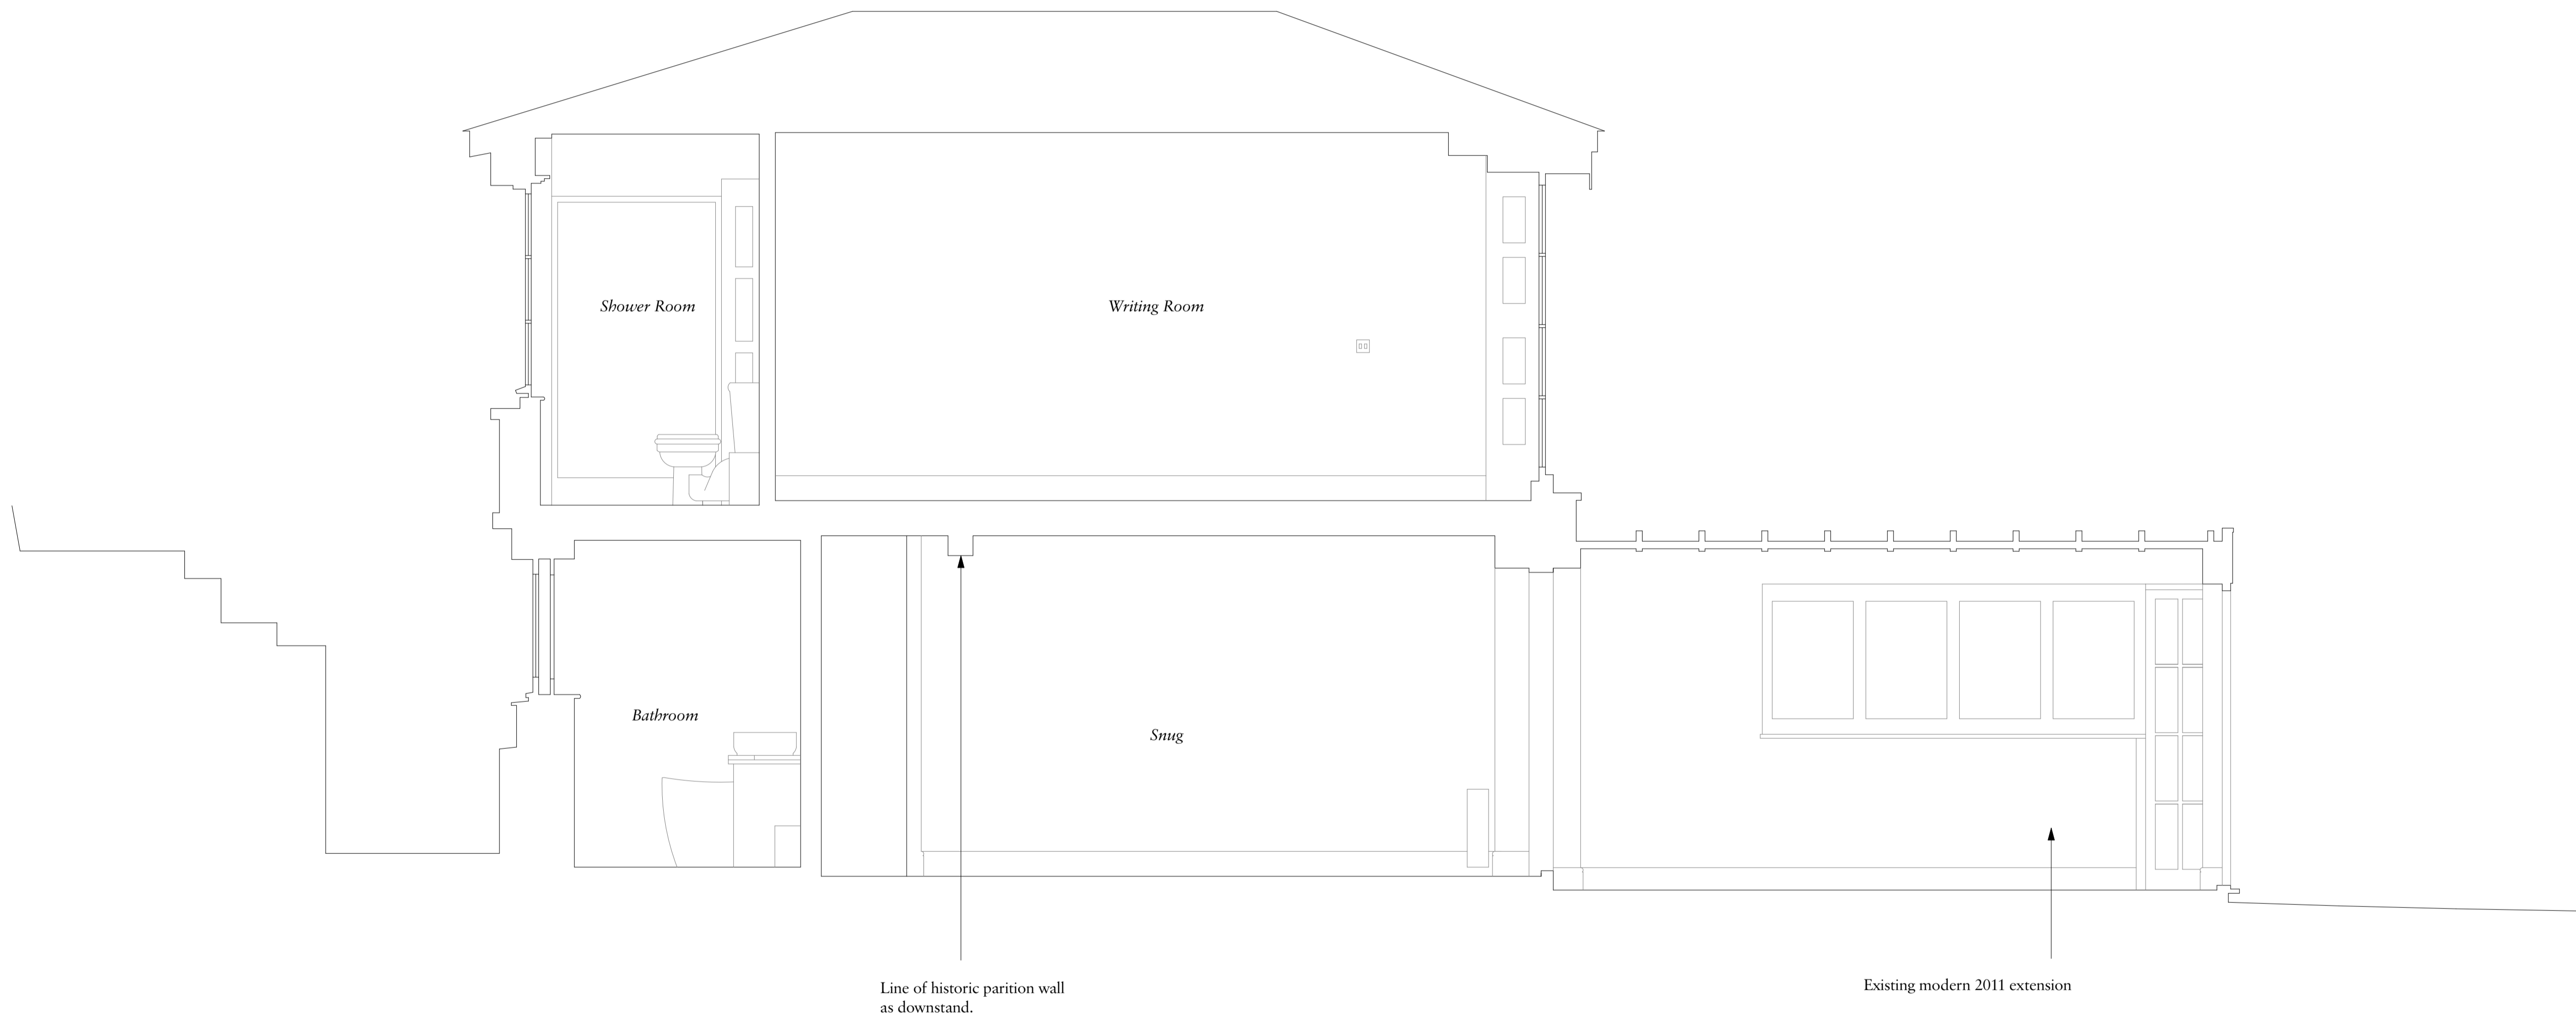 Shower Room
Writing Room
Bathroom
Snug
Line of historic parition wall
as downstand.
Existing modern 2011 extension